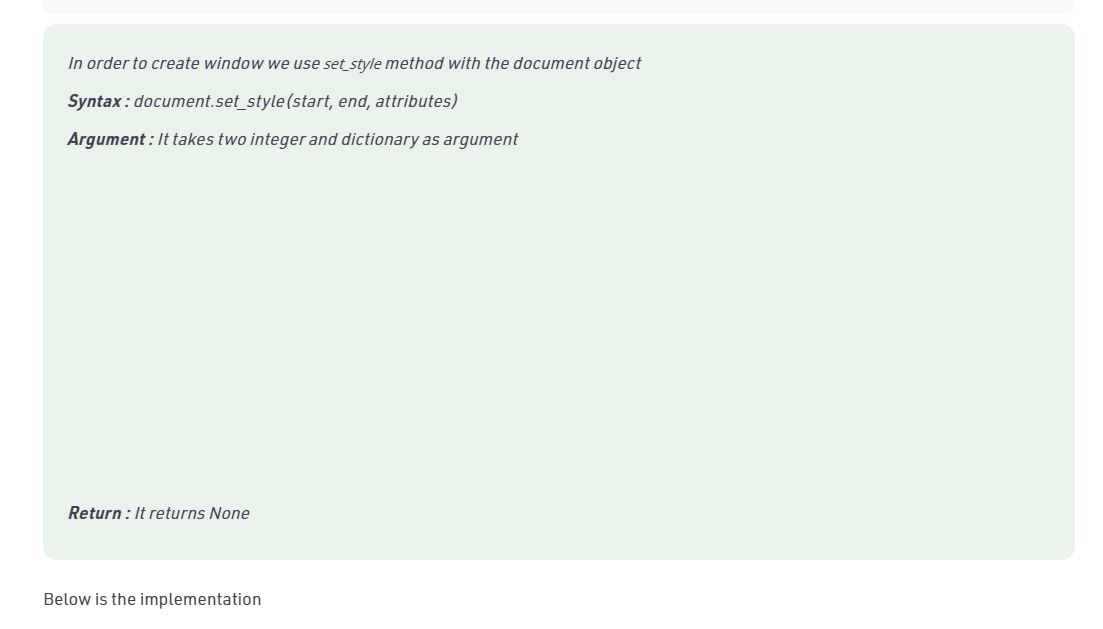 In order to create window we use set_style method with the document object
Syntax : document.set_style(start, end, attributes)
Argument : It takes two integer and dictionary as argument
Return : It returns None
Below is the implementation